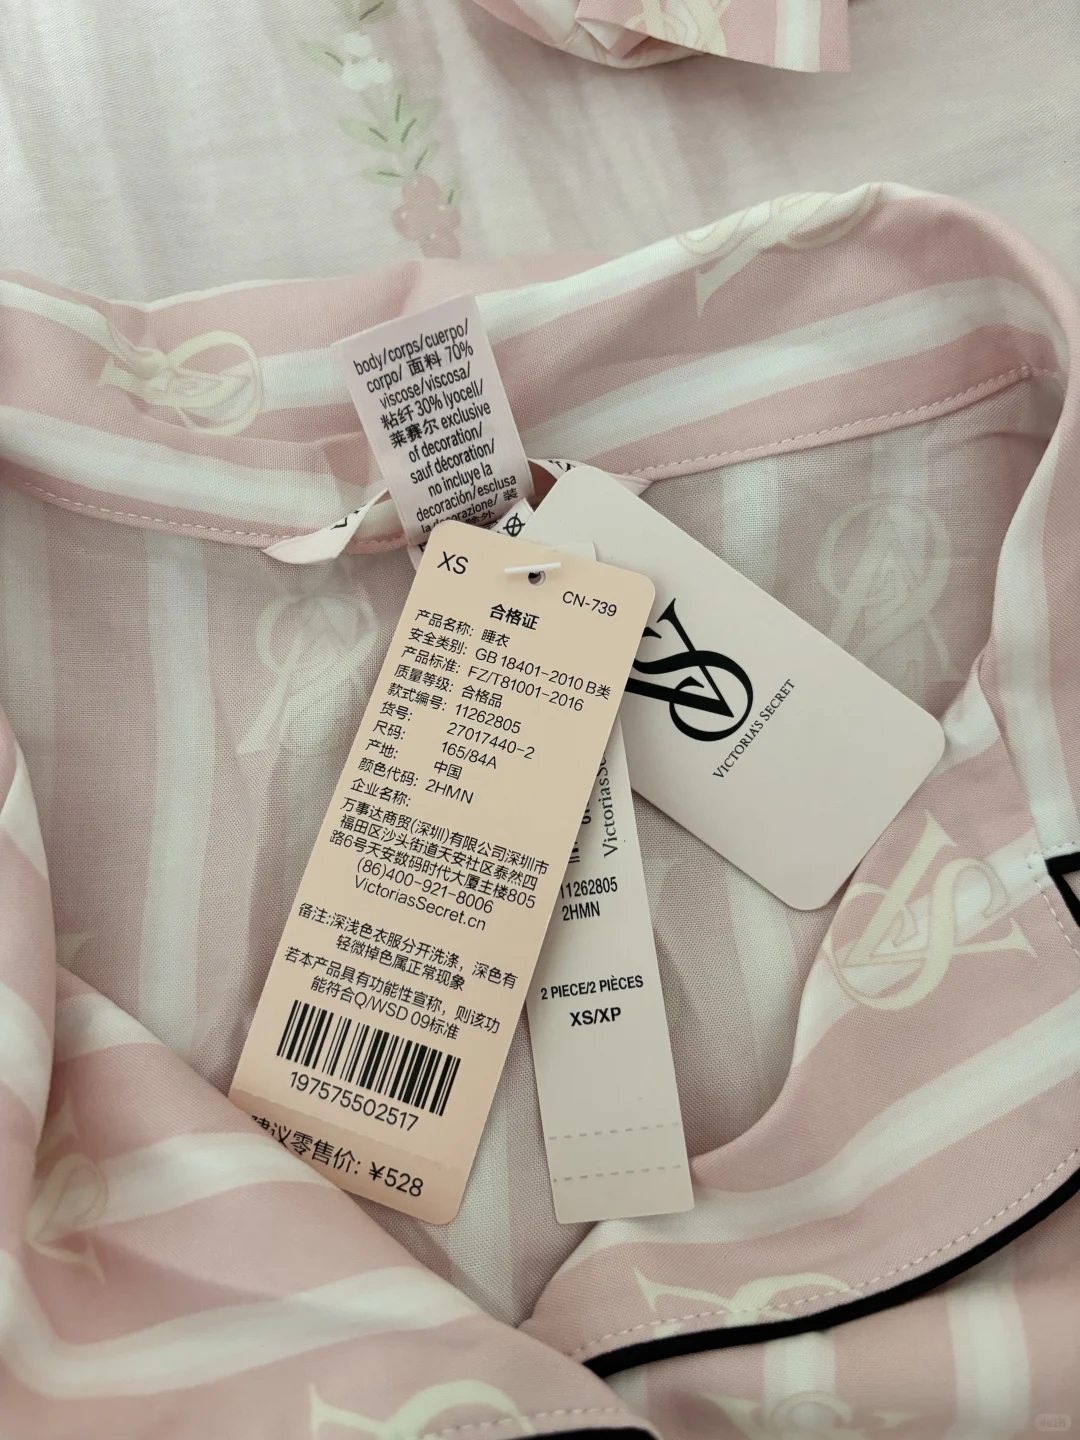 body/corps/cuerpo/
corpo/ 面料 70%
viscose/viscosa/
粘纤 30% lyocell/
莱赛尔 exclusive
of decoration/
sauf décoration/
no incluye la
decoración/esclusa
la decorazione/ 装
XS
CN-739
合格证
产品名称: 睡衣
安全类别: GB 18401-2010 B类
产品标准: FZ/T81001-2016
质量等级: 合格品
款式编号: 11262805
货号: 27017440-2
尺码: 165/84A
产地: 中国
颜色代码: 2HMN
企业名称:
万事达商贸(深圳)有限公司深圳市
福田区沙头街道天安社区泰然四
路6号天安数码时代大厦主楼805
(86)400-921-8006
VictoriasSecret.cn
备注:深浅色衣服分开洗涤，深色有
轻微掉色属正常现象
若本产品具有功能性宣称，则该功
能符合Q/WSD 09标准
197575502517
建议零售价: ¥528
VS
VICTORIA'S SECRET
VictoriasSe
11262805
2HMN
2 PIECE/2 PIÈCES
XS/XP